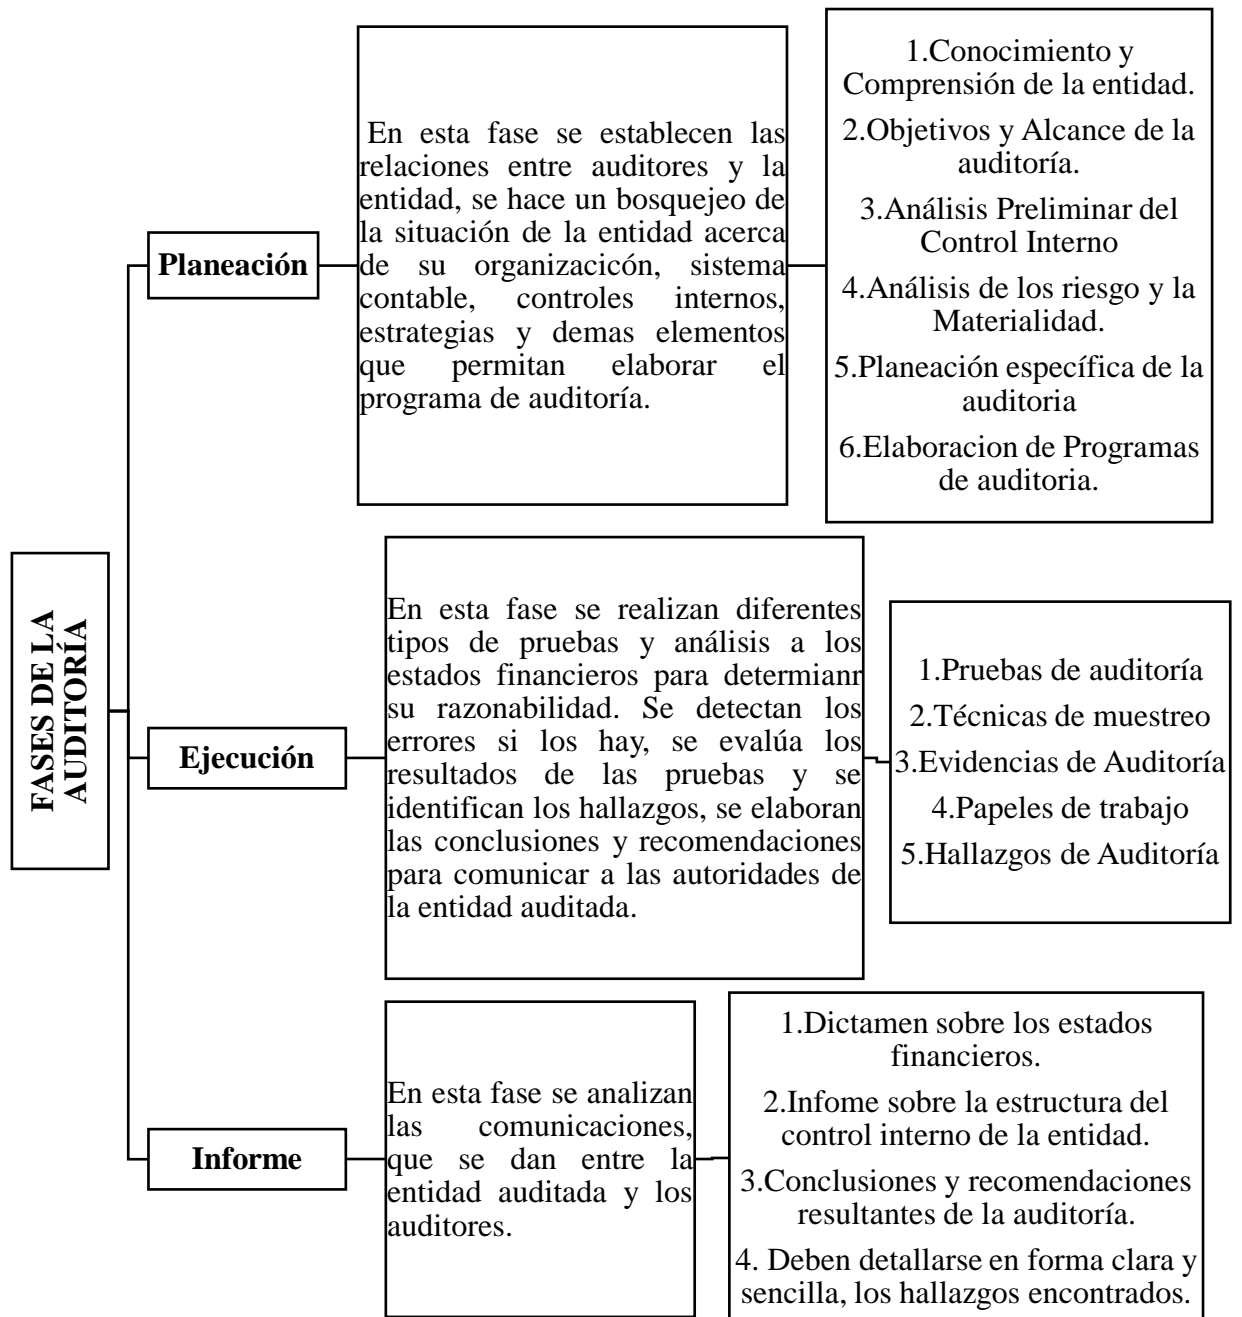 FASES DE LA
AUDITORÍA
Planeación
En esta fase se establecen las
relaciones entre auditores y la
entidad, se hace un bosquejeo de
la situación de la entidad acerca
de su organizacicón, sistema
contable, controles internos,
estrategias y demas elementos
que permitan elaborar el
programa de auditoría.
1.Conocimiento y
Comprensión de la entidad.
2.Objetivos y Alcance de la
auditoría.
3.Análisis Preliminar del
Control Interno
4.Análisis de los riesgo y la
Materialidad.
5.Planeación específica de la
auditoria
6.Elaboracion de Programas
de auditoria.
Ejecución
En esta fase se realizan diferentes
tipos de pruebas y análisis a los
estados financieros para determianr
su razonabilidad. Se detectan los
errores si los hay, se evalúa los
resultados de las pruebas y se
identifican los hallazgos, se elaboran
las conclusiones y recomendaciones
para comunicar a las autoridades de
la entidad auditada.
1.Pruebas de auditoría
2.Técnicas de muestreo
3.Evidencias de Auditoría
4.Papeles de trabajo
5.Hallazgos de Auditoría
Informe
En esta fase se analizan
las comunicaciones,
que se dan entre la
entidad auditada y los
auditores.
1.Dictamen sobre los estados
financieros.
2.Infome sobre la estructura del
control interno de la entidad.
3.Conclusiones y recomendaciones
resultantes de la auditoría.
4. Deben detallarse en forma clara y
sencilla, los hallazgos encontrados.